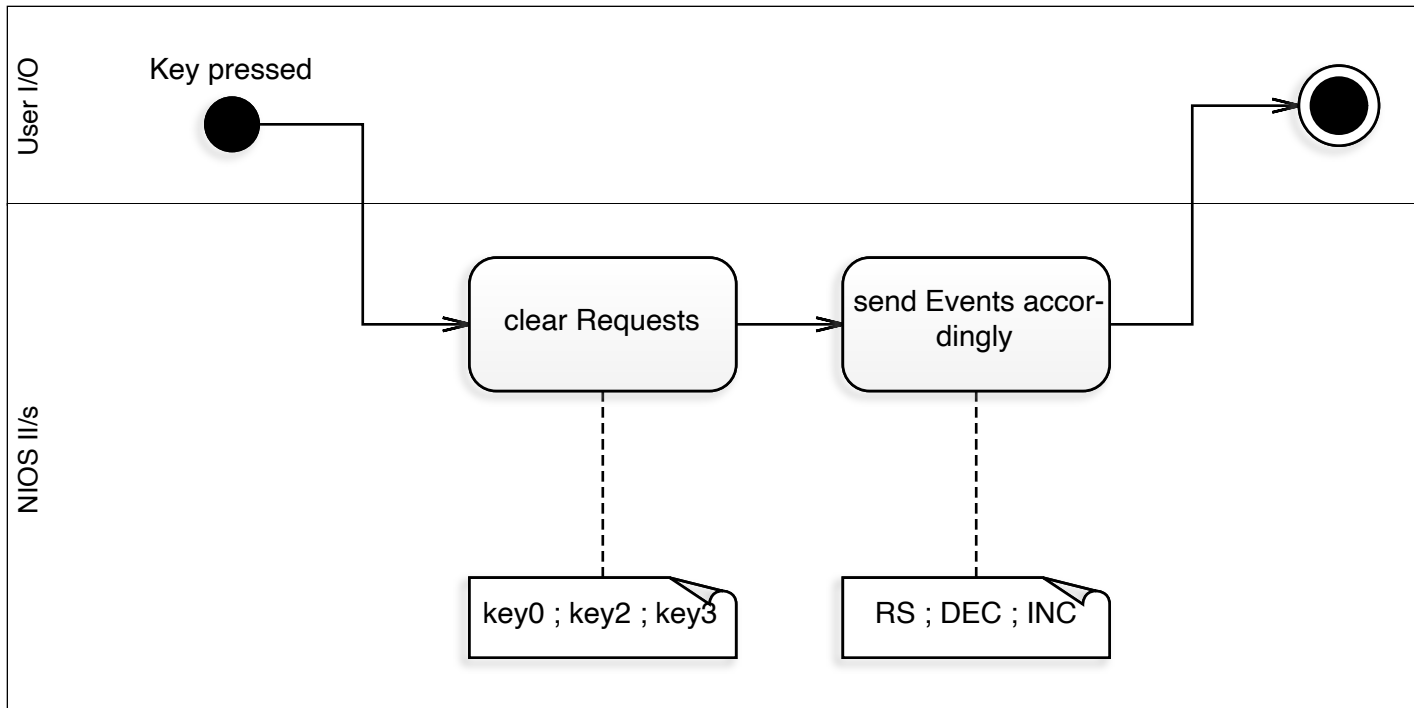 User I/O
Key pressed
NIOS II/s
clear Requests
send Events accor-
dingly
key0 ; key2 ; key3
RS ; DEC ; INC